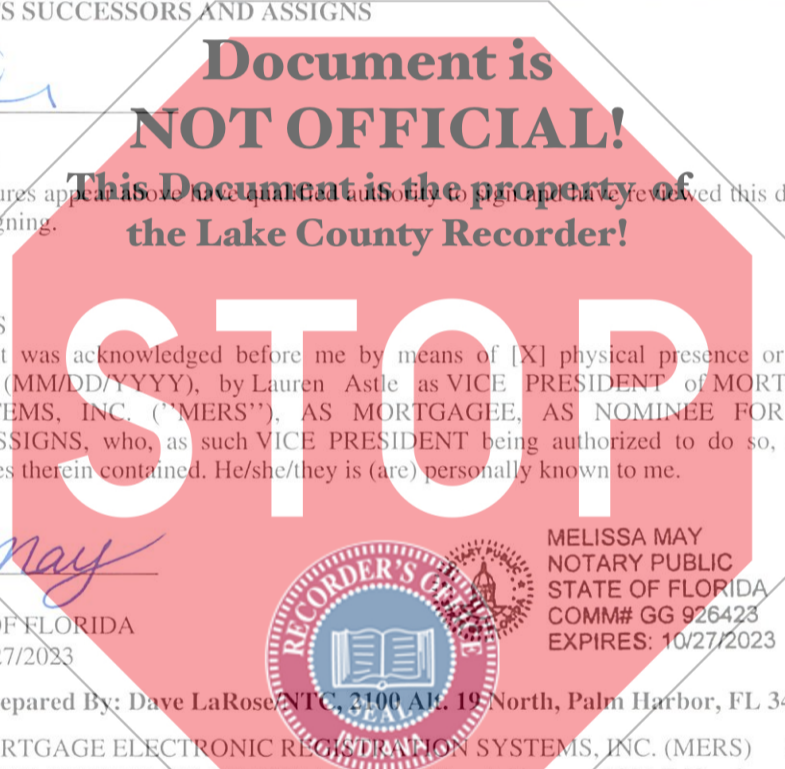 S SUCCESSORS AND ASSIGNS
Document is
NOT OFFICIAL!
This Document is the property of
the Lake County Recorder!
ures appear above have qualified authority to sign and have reviewed this d
gning.
STOP
S
t was acknowledged before me by means of [X] physical presence or
(MM/DD/YYYY), by Lauren Astle as VICE PRESIDENT of MORT
TEMS, INC. (''MERS''), AS MORTGAGEE, AS NOMINEE FOR
SSIGNS, who, as such VICE PRESIDENT being authorized to do so,
es therein contained. He/she/they is (are) personally known to me.
May
MELISSA MAY
NOTARY PUBLIC
STATE OF FLORIDA
COMM# GG 926423
EXPIRES: 10/27/2023
NOTARY PUBLIC
RECORDER'S OFFICE
SEAL
INDIANA
OF FLORIDA
27/2023
epared By: Dave LaRose/NTC, 2100 Alt. 19 North, Palm Harbor, FL 34
RTGAGE ELECTRONIC REGISTRATION SYSTEMS, INC. (MERS)